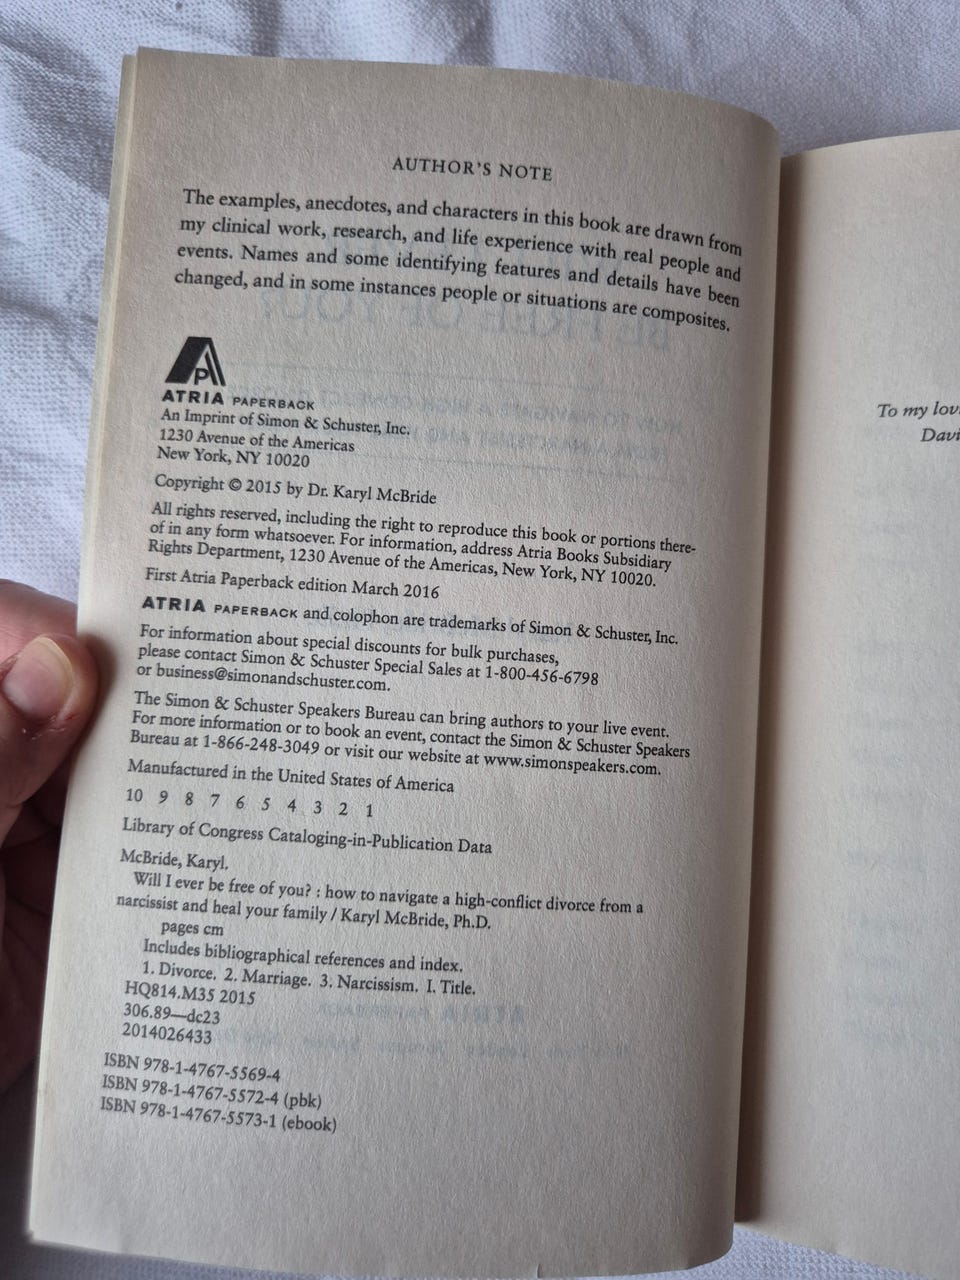 AUTHOR'S NOTE
The examples, anecdotes, and characters in this book are drawn from
my clinical work, research, and life experience with real people and
events. Names and some identifying features and details have been
changed, and in some instances people or situations are composites.
AP
ATRIA PAPERBACK
An Imprint of Simon & Schuster, Inc.
1230 Avenue of the Americas
New York, NY 10020
Copyright © 2015 by Dr. Karyl McBride
All rights reserved, including the right to reproduce this book or portions there-
of in any form whatsoever. For information, address Atria Books Subsidiary
Rights Department, 1230 Avenue of the Americas, New York, NY 10020.
First Atria Paperback edition March 2016
ATRIA PAPERBACK and colophon are trademarks of Simon & Schuster, Inc.
For information about special discounts for bulk purchases,
please contact Simon & Schuster Special Sales at 1-800-456-6798
or business@simonandschuster.com.
The Simon & Schuster Speakers Bureau can bring authors to your live event.
For more information or to book an event, contact the Simon & Schuster Speakers
Bureau at 1-866-248-3049 or visit our website at www.simonspeakers.com.
Manufactured in the United States of America
10 9 8 7 6 5 4 3 2 1
Library of Congress Cataloging-in-Publication Data
McBride, Karyl.
Will I ever be free of you? : how to navigate a high-conflict divorce from a
narcissist and heal your family / Karyl McBride, Ph.D.
pages cm
Includes bibliographical references and index.
1. Divorce. 2. Marriage. 3. Narcissism. I. Title.
HQ814.M35 2015
306.89—dc23
2014026433
ISBN 978-1-4767-5569-4
ISBN 978-1-4767-5572-4 (pbk)
ISBN 978-1-4767-5573-1 (ebook)
To my